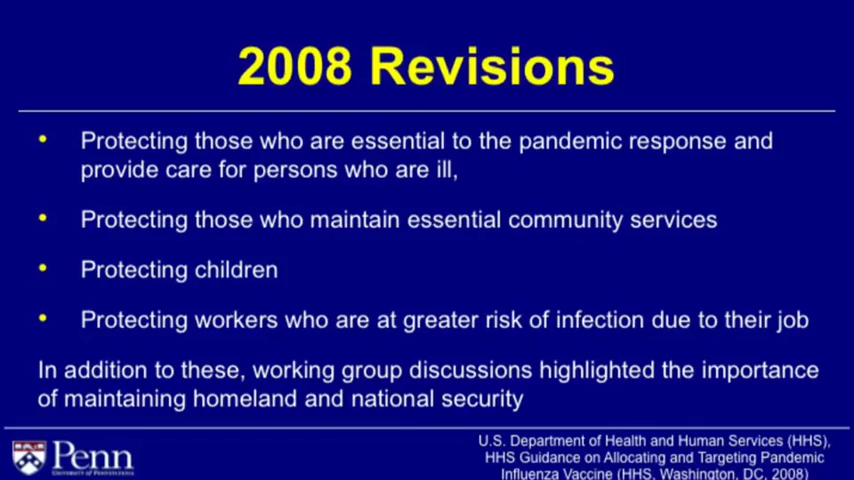 2008 Revisions
• Protecting those who are essential to the pandemic response and
provide care for persons who are ill,
• Protecting those who maintain essential community services
• Protecting children
• Protecting workers who are at greater risk of infection due to their job
In addition to these, working group discussions highlighted the importance
of maintaining homeland and national security
Penn
UNIVERSITY of PENNSYLVANIA
U.S. Department of Health and Human Services (HHS),
HHS Guidance on Allocating and Targeting Pandemic
Influenza Vaccine (HHS, Washington, DC, 2008)